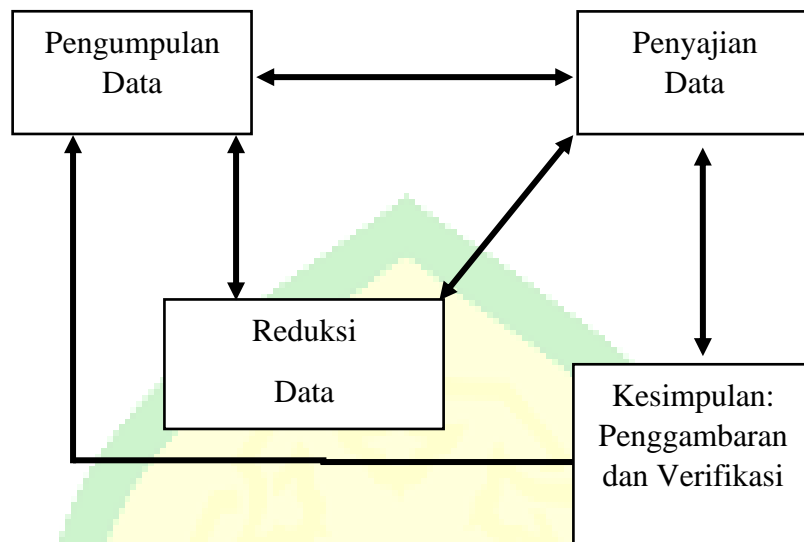 Pengumpulan
Data
Penyajian
Data
Reduksi
Data
Kesimpulan:
Penggambaran
dan Verifikasi